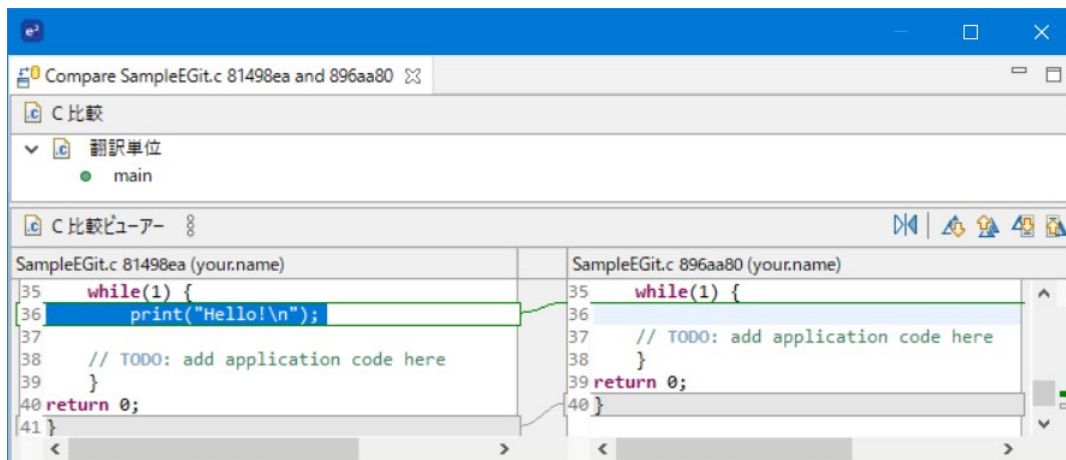 e²
Compare SampleEGit.c 81498ea and 896aa80
.c C 比較
.c 翻訳単位
main
.c C 比較ビューアー
SampleEGit.c 81498ea (your.name)
35 while(1) {
36 print("Hello!\n");
37
38 // TODO: add application code here
39 }
40 return 0;
41 }
SampleEGit.c 896aa80 (your.name)
35 while(1) {
36
37 // TODO: add application code here
38 }
39 return 0;
40 }